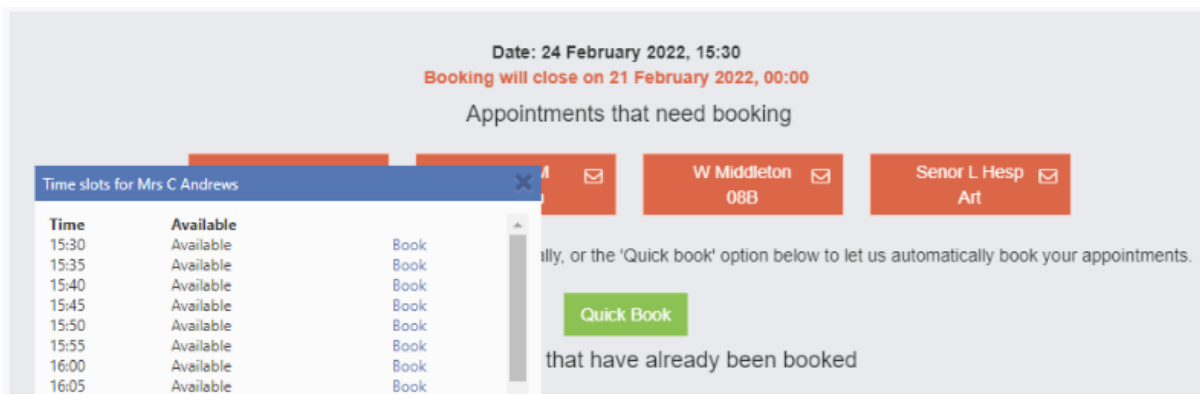 Date: 24 February 2022, 15:30
Booking will close on 21 February 2022, 00:00
Appointments that need booking
W Middleton
08B
Senor L Hesp
Art
Time slots for Mrs C Andrews
Time Available
15:30 Available Book
15:35 Available Book
15:40 Available Book
15:45 Available Book
15:50 Available Book
15:55 Available Book
16:00 Available Book
16:05 Available Book
ally, or the 'Quick book' option below to let us automatically book your appointments.
Quick Book
that have already been booked